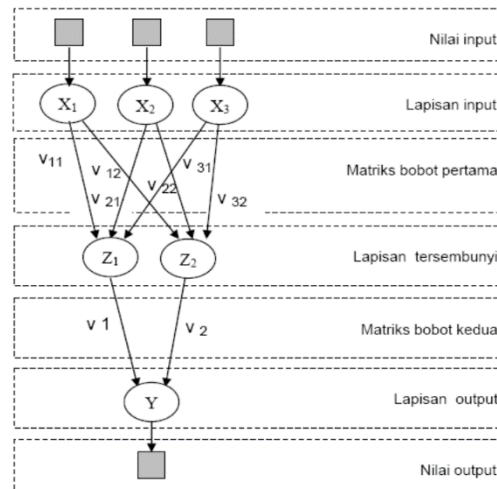 Nilai input
X1 X2 X3
Lapisan input
v11 v12 v31
v21 v22 v32
Matriks bobot pertama
Z1 Z2
Lapisan tersembunyi
v 1 v 2
Matriks bobot kedua
Y
Lapisan output
Nilai output